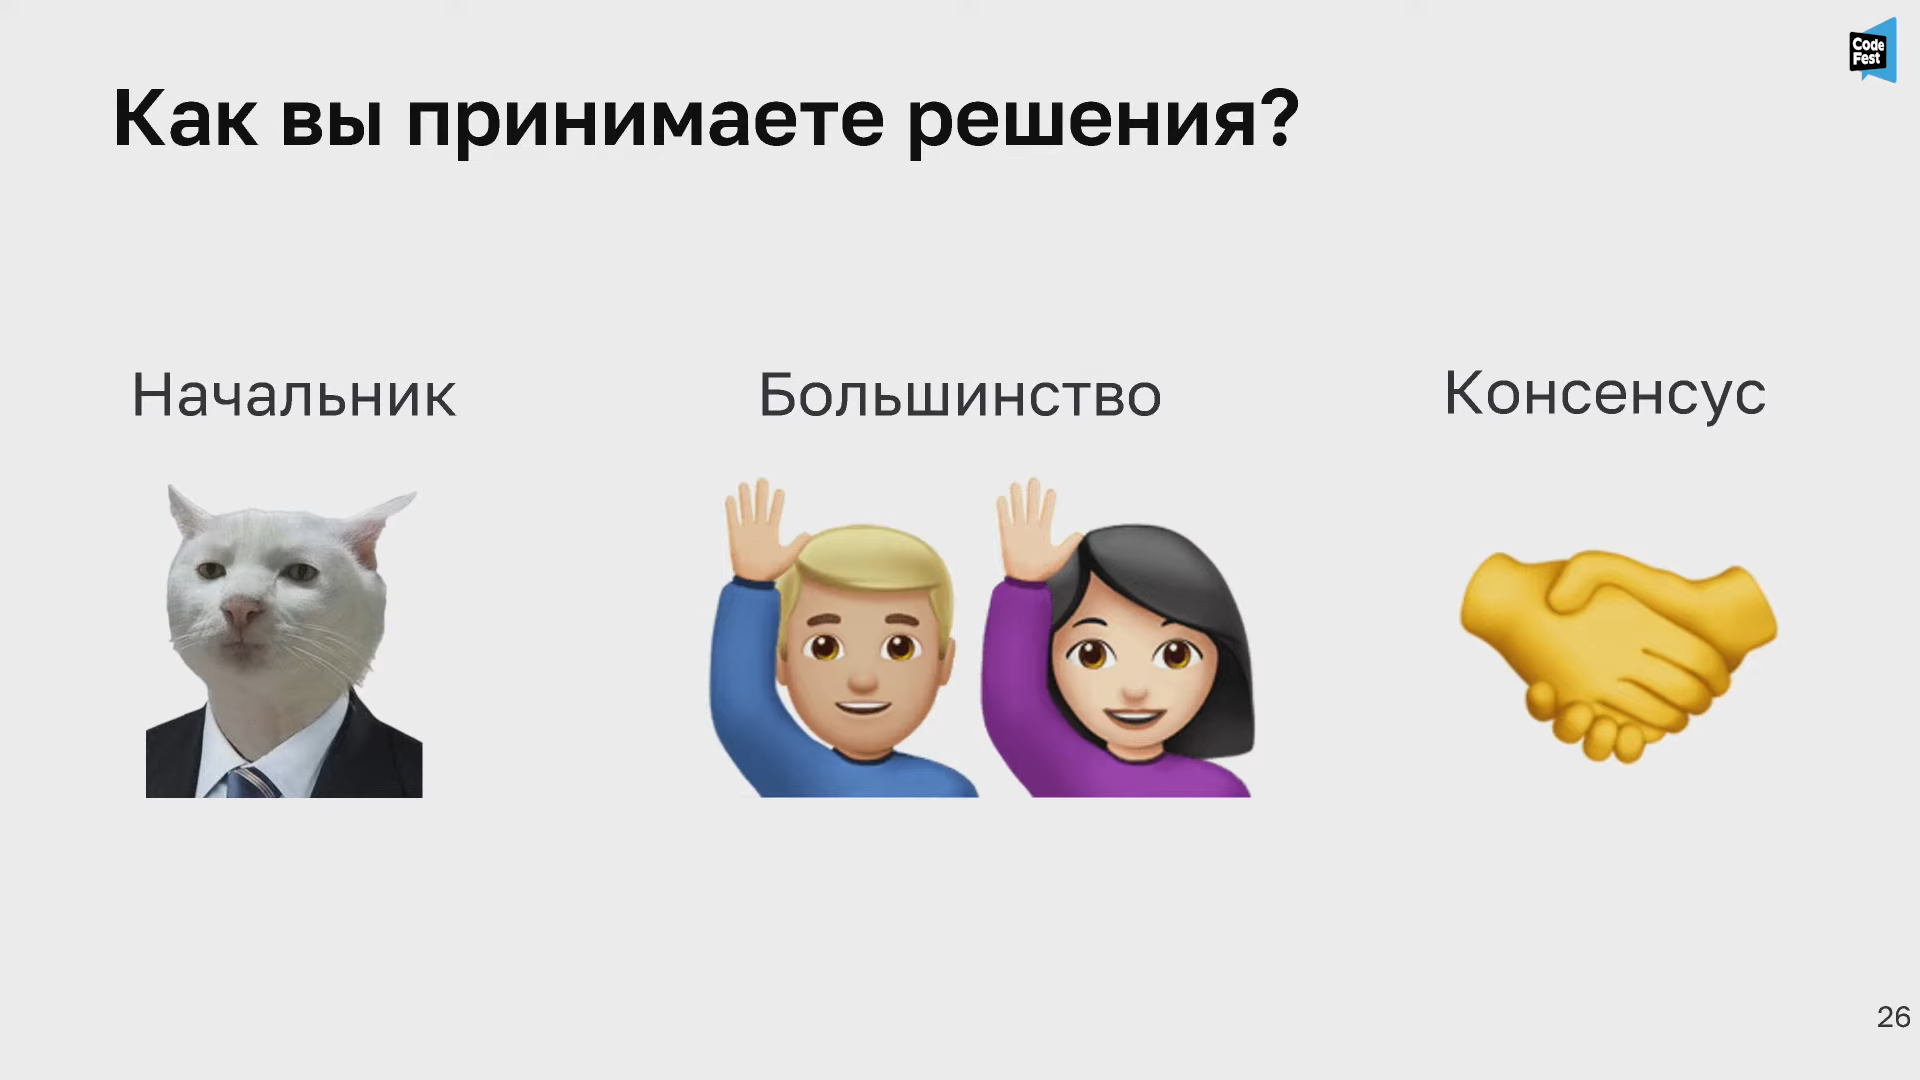 Code
Fest
Как вы принимаете решения?
Начальник
Большинство
Консенсус
26